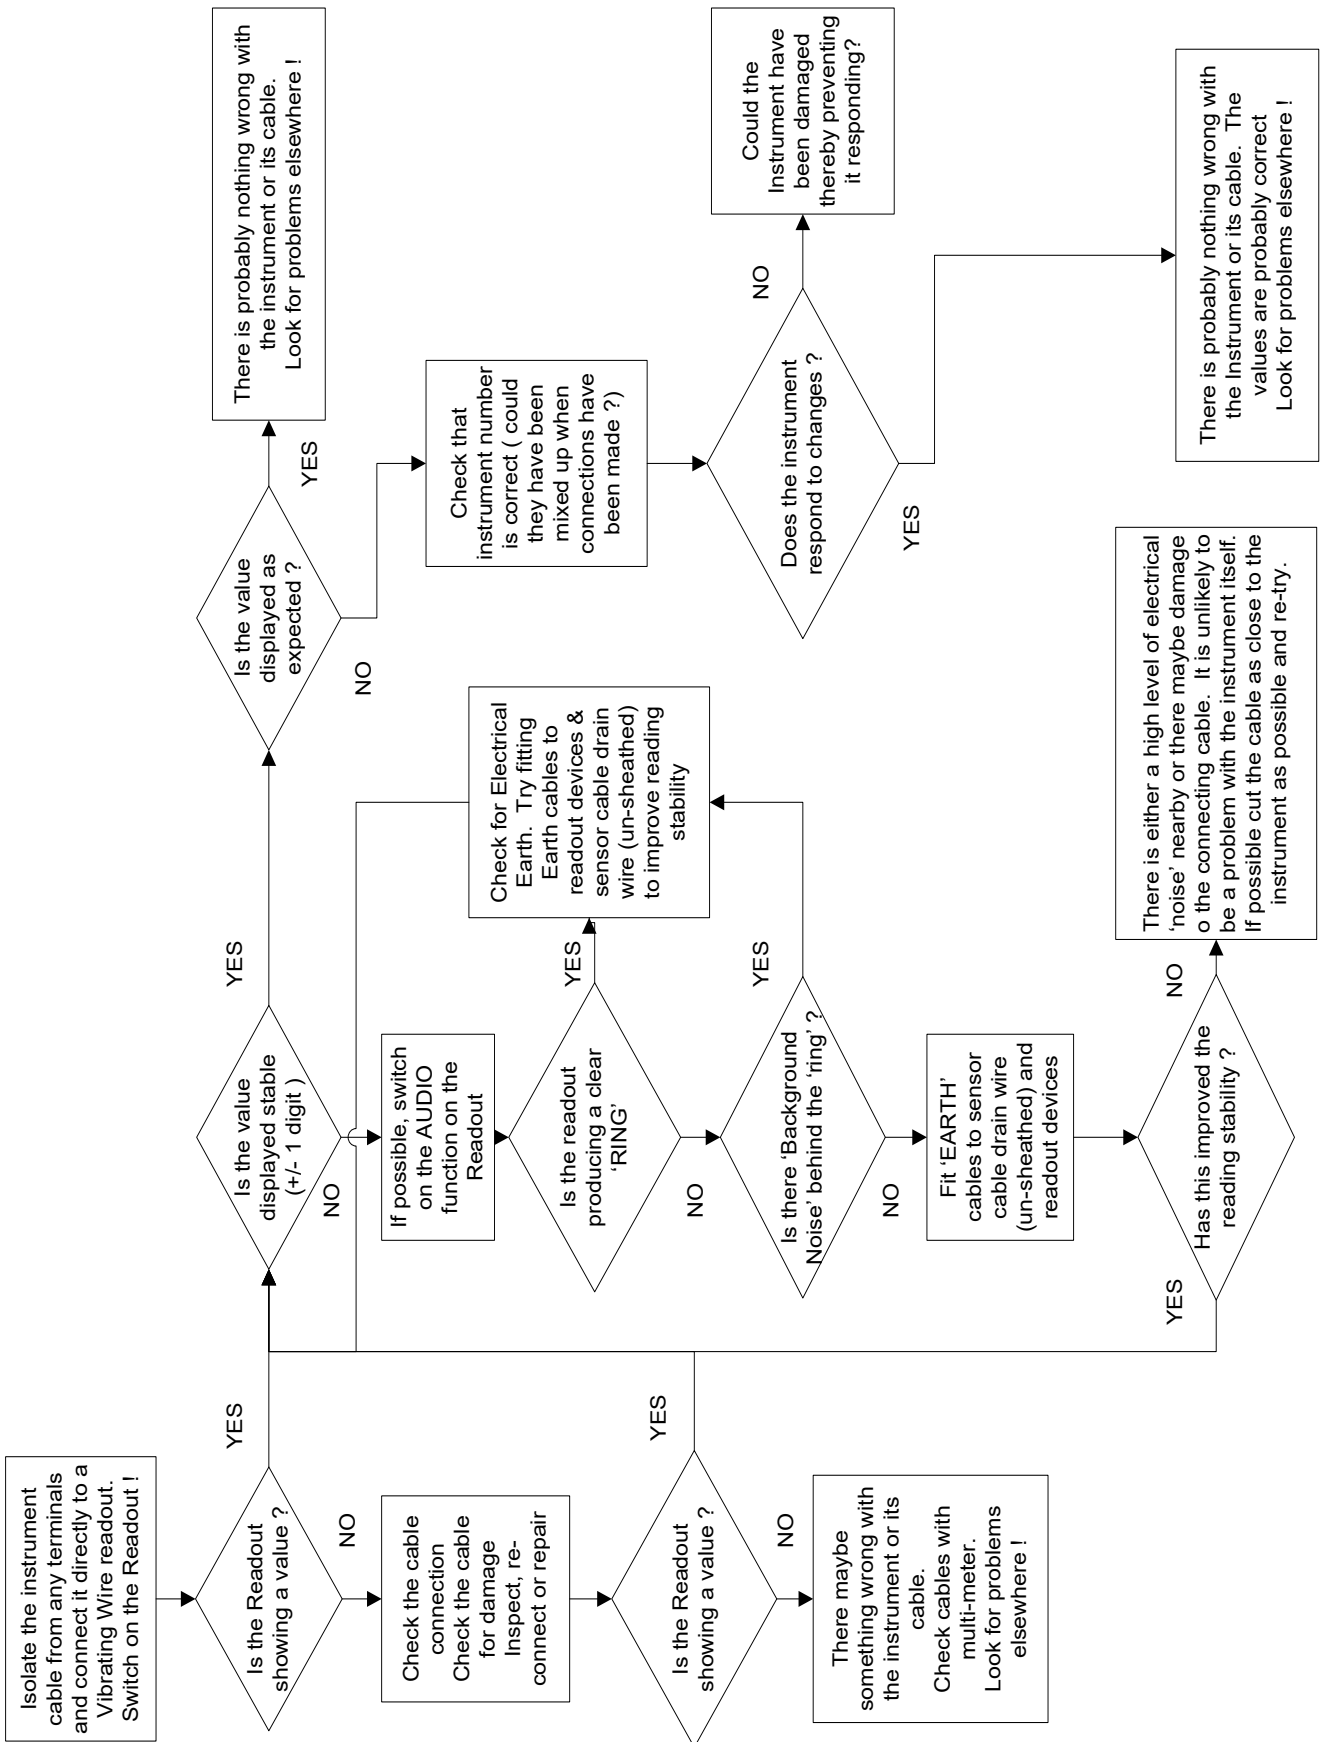 Isolate the instrument
cable from any terminals
and connect it directly to a
Vibrating Wire readout.
Switch on the Readout !
Is the Readout
showing a value ?
YES
NO
Check the cable
connection
Check the cable
for damage
Inspect, re-
connect or repair
Is the Readout
showing a value ?
YES
NO
There maybe
something wrong with
the instrument or its
cable.
Check cables with
multi-meter.
Look for problems
elsewhere !
Is the value
displayed stable
(+/- 1 digit )
YES
NO
If possible, switch
on the AUDIO
function on the
Readout
Is the readout
producing a clear
‘RING’
YES
NO
Is there ‘Background
Noise’ behind the ‘ring’ ?
YES
NO
Fit ‘EARTH’
cables to sensor
cable drain wire
(un-sheathed) and
readout devices
Has this improved the
reading stability ?
YES
NO
Check for Electrical
Earth.  Try fitting
Earth cables to
readout devices &
sensor cable drain
wire (un-sheathed)
to improve reading
stability
There is either a high level of electrical
‘noise’ nearby or there maybe damage
o the connecting cable.  It is unlikely to
be a problem with the instrument itself.
If possible cut the cable as close to the
instrument as possible and re-try.
Is the value
displayed as
expected ?
YES
NO
There is probably nothing wrong with
the instrument or its cable.
Look for problems elsewhere !
Check that
instrument number
is correct ( could
they have been
mixed up when
connections have
been made ?)
Does the instrument
respond to changes ?
NO
YES
Could the
Instrument have
been damaged
thereby preventing
it responding?
There is probably nothing wrong with
the Instrument or its cable.  The
values are probably correct
Look for problems elsewhere !